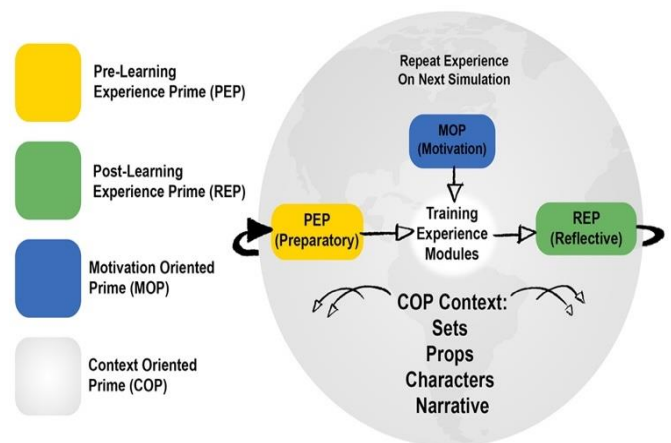 Pre-Learning
Experience Prime (PEP)
Post-Learning
Experience Prime (REP)
Motivation Oriented
Prime (MOP)
Context Oriented
Prime (COP)
Repeat Experience
On Next Simulation
MOP
(Motivation)
PEP
(Preparatory)
Training
Experience
Modules
REP
(Reflective)
COP Context:
Sets
Props
Characters
Narrative